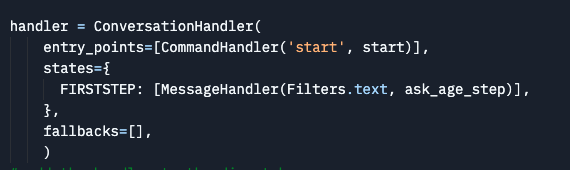 handler = ConversationHandler(
entry_points=[CommandHandler('start', start)],
states={
FIRSTSTEP: [MessageHandler(Filters.text, ask_age_step)],
},
fallbacks=[],
)